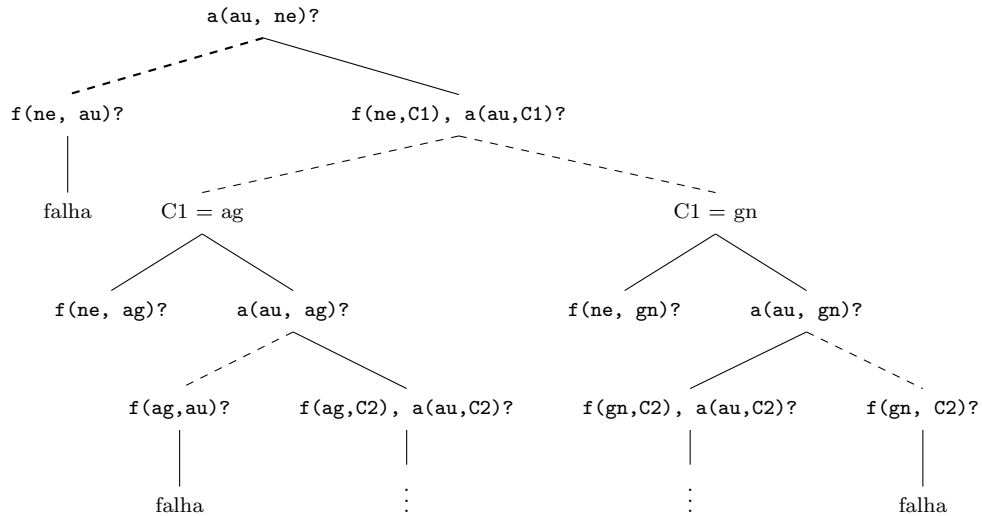 a(au, ne)?
f(ne, au)?
f(ne,C1), a(au,C1)?
falha
C1 = ag
C1 = gn
f(ne, ag)?
a(au, ag)?
f(ne, gn)?
a(au, gn)?
f(ag,au)?
f(ag,C2), a(au,C2)?
f(gn,C2), a(au,C2)?
f(gn, C2)?
falha
⋮
⋮
falha